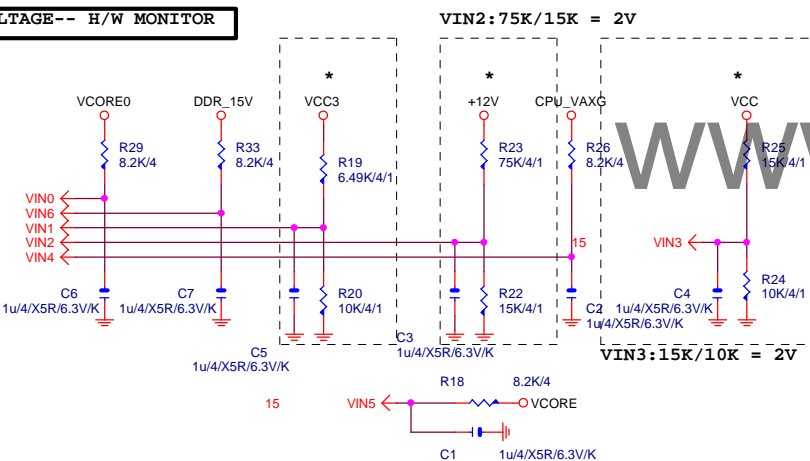 LTAGE-- H/W MONITOR
VIN2:75K/15K = 2V
* * *
VCORE0 DDR_15V VCC3 +12V CPU_VAXG VCC
WWW
R29 8.2K/4
R33 8.2K/4
R19 6.49K/4/1
R23 75K/4/1
R26 8.2K/4
R25 15K/4/1
VIN0
VIN6
VIN1
VIN2
VIN4
15
VIN3
C6 1u/4/X5R/6.3V/K
C7 1u/4/X5R/6.3V/K
R20 10K/4/1
R22 15K/4/1
C2 1u/4/X5R/6.3V/K
C4 1u/4/X5R/6.3V/K
R24 10K/4/1
C5 1u/4/X5R/6.3V/K
C3 1u/4/X5R/6.3V/K
VIN3:15K/10K = 2V
R18 8.2K/4
15 VIN5 VCORE
C1 1u/4/X5R/6.3V/K